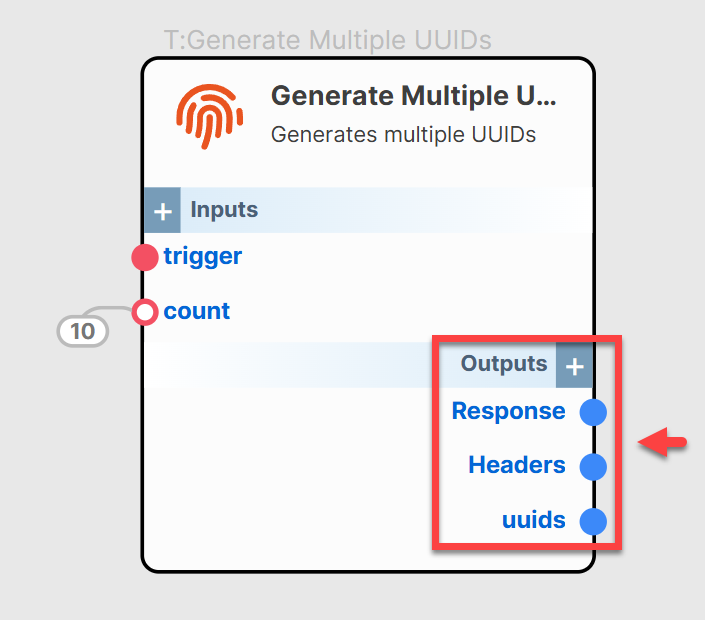 T:Generate Multiple UUIDs
Generate Multiple U...
Generates multiple UUIDs
+ Inputs
trigger
count
10
Outputs +
Response
Headers
uuids